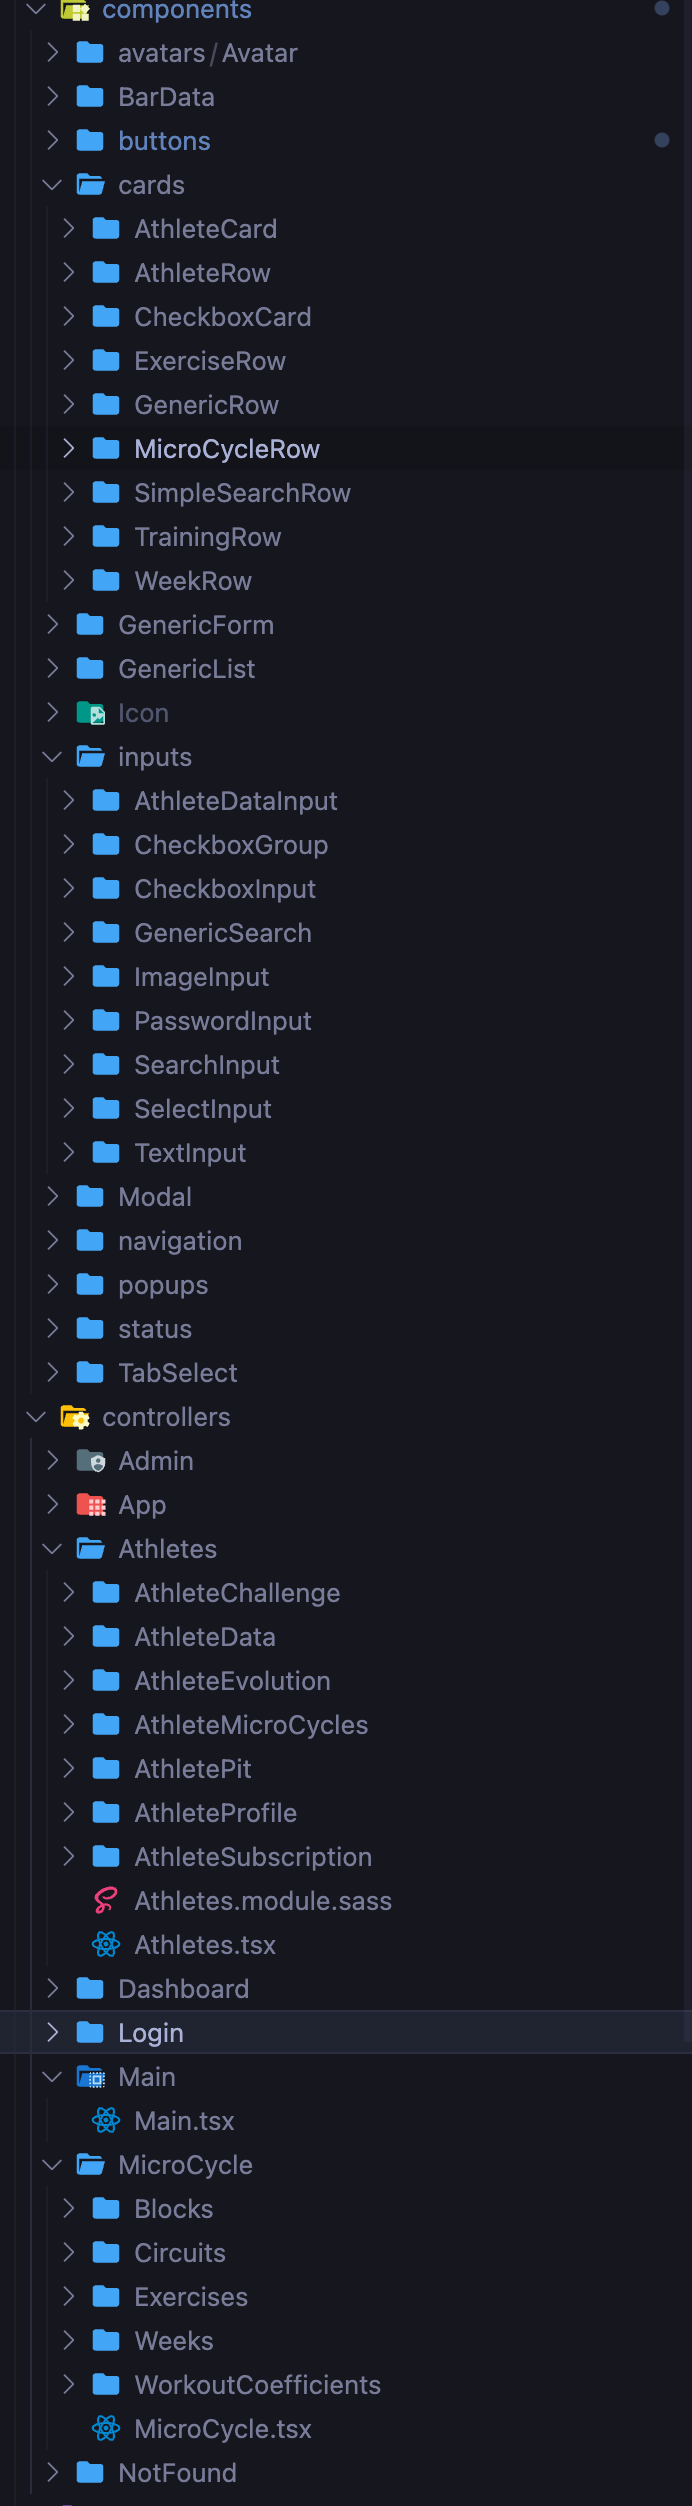 components
avatars/Avatar
BarData
buttons
cards
AthleteCard
AthleteRow
CheckboxCard
ExerciseRow
GenericRow
MicroCycleRow
SimpleSearchRow
TrainingRow
WeekRow
GenericForm
GenericList
Icon
inputs
AthleteDataInput
CheckboxGroup
CheckboxInput
GenericSearch
ImageInput
PasswordInput
SearchInput
SelectInput
TextInput
Modal
navigation
popups
status
TabSelect
controllers
Admin
App
Athletes
AthleteChallenge
AthleteData
AthleteEvolution
AthleteMicroCycles
AthletePit
AthleteProfile
AthleteSubscription
Athletes.module.sass
Athletes.tsx
Dashboard
Login
Main
Main.tsx
MicroCycle
Blocks
Circuits
Exercises
Weeks
WorkoutCoefficients
MicroCycle.tsx
NotFound